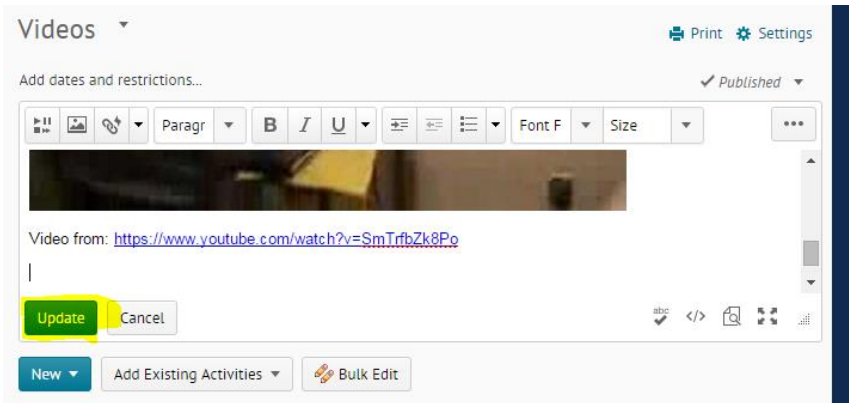 Videos
Print Settings
Add dates and restrictions...
Published
Paragr B I U Font F Size
Video from: https://www.youtube.com/watch?v=SmTrfbZk8Po
Update Cancel
abc </>
New Add Existing Activities Bulk Edit